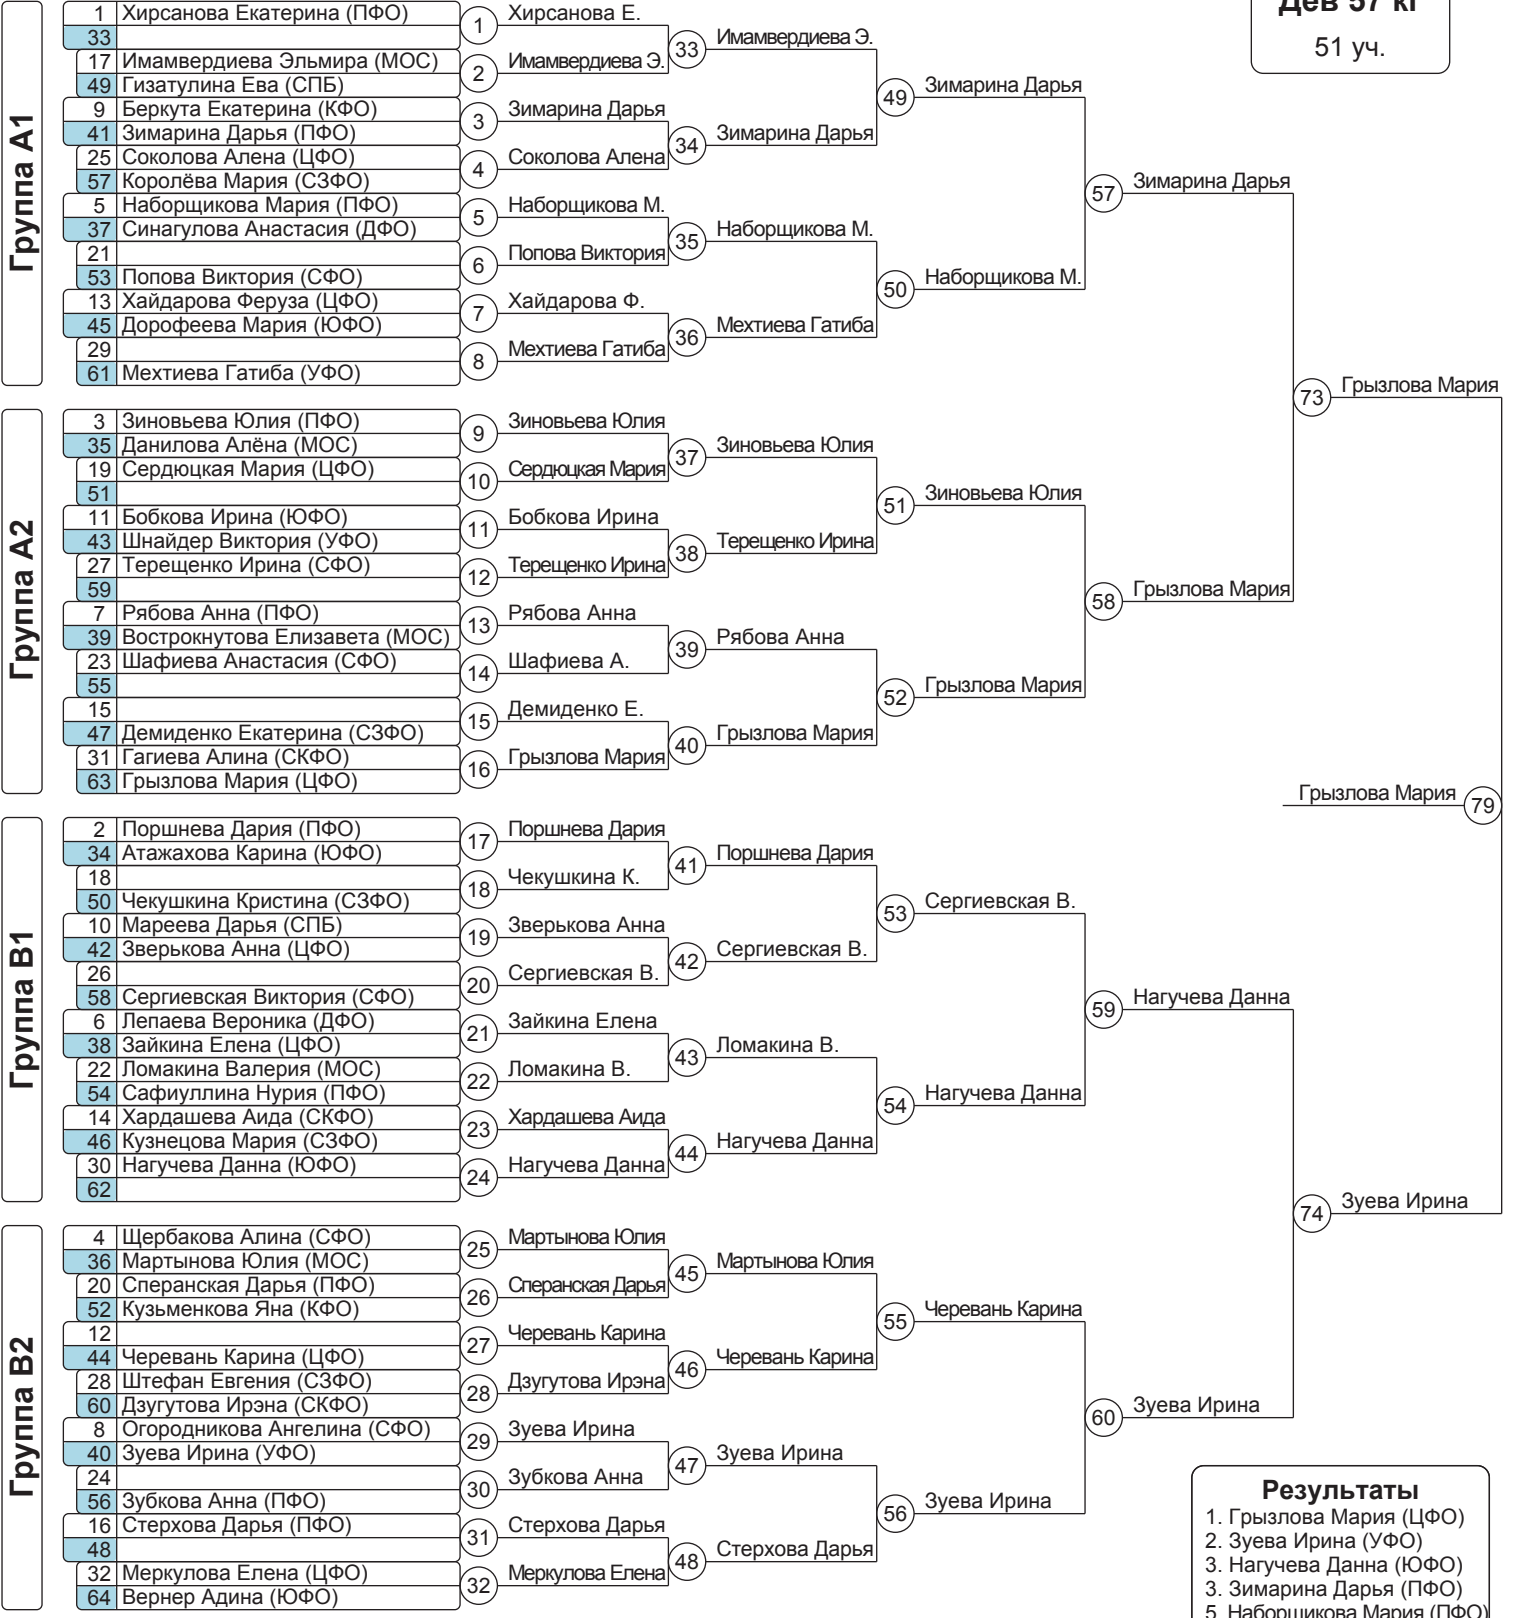 Дев 57 кг
51 уч.
Группа A1
1 Хирсанова Екатерина (ПФО)
33
17 Имамвердиева Эльмира (МОС)
49 Гизатулина Ева (СПБ)
9 Беркута Екатерина (КФО)
41 Зимарина Дарья (ПФО)
25 Соколова Алена (ЦФО)
57 Королёва Мария (СЗФО)
5 Наборщикова Мария (ПФО)
37 Синагулова Анастасия (ДФО)
21
53 Попова Виктория (СФО)
13 Хайдарова Феруза (ЦФО)
45 Дорофеева Мария (ЮФО)
29
61 Мехтиева Гатиба (УФО)
1 Хирсанова Е.
2 Имамвердиева Э.
3 Зимарина Дарья
4 Соколова Алена
5 Наборщикова М.
6 Попова Виктория
7 Хайдарова Ф.
8 Мехтиева Гатиба
33 Имамвердиева Э.
34 Зимарина Дарья
35 Наборщикова М.
36 Мехтиева Гатиба
49 Зимарина Дарья
50 Наборщикова М.
57 Зимарина Дарья
Группа A2
3 Зиновьева Юлия (ПФО)
35 Данилова Алёна (МОС)
19 Сердюцкая Мария (ЦФО)
51
11 Бобкова Ирина (ЮФО)
43 Шнайдер Виктория (УФО)
27 Терещенко Ирина (СФО)
59
7 Рябова Анна (ПФО)
39 Вострокнутова Елизавета (МОС)
23 Шафиева Анастасия (СФО)
55
15
47 Демиденко Екатерина (СЗФО)
31 Гагиева Алина (СКФО)
63 Грызлова Мария (ЦФО)
9 Зиновьева Юлия
10 Сердюцкая Мария
11 Бобкова Ирина
12 Терещенко Ирина
13 Рябова Анна
14 Шафиева А.
15 Демиденко Е.
16 Грызлова Мария
37 Зиновьева Юлия
38 Терещенко Ирина
39 Рябова Анна
40 Грызлова Мария
51 Зиновьева Юлия
52 Грызлова Мария
58 Грызлова Мария
73 Грызлова Мария
Грызлова Мария 79
Группа B1
2 Поршнева Дария (ПФО)
34 Атажахова Карина (ЮФО)
18
50 Чекушкина Кристина (СЗФО)
10 Мареева Дарья (СПБ)
42 Зверькова Анна (ЦФО)
26
58 Сергиевская Виктория (СФО)
6 Лепаева Вероника (ДФО)
38 Зайкина Елена (ЦФО)
22 Ломакина Валерия (МОС)
54 Сафиуллина Нурия (ПФО)
14 Хардашева Аида (СКФО)
46 Кузнецова Мария (СЗФО)
30 Нагучева Данна (ЮФО)
62
17 Поршнева Дария
18 Чекушкина К.
19 Зверькова Анна
20 Сергиевская В.
21 Зайкина Елена
22 Ломакина В.
23 Хардашева Аида
24 Нагучева Данна
41 Поршнева Дария
42 Сергиевская В.
43 Ломакина В.
44 Нагучева Данна
53 Сергиевская В.
54 Нагучева Данна
59 Нагучева Данна
Группа B2
4 Щербакова Алина (СФО)
36 Мартынова Юлия (МОС)
20 Сперанская Дарья (ПФО)
52 Кузьменкова Яна (КФО)
12
44 Черевань Карина (ЦФО)
28 Штефан Евгения (СЗФО)
60 Дзугутова Ирэна (СКФО)
8 Огородникова Ангелина (СФО)
40 Зуева Ирина (УФО)
24
56 Зубкова Анна (ПФО)
16 Стерхова Дарья (ПФО)
48
32 Меркулова Елена (ЦФО)
64 Вернер Адина (ЮФО)
25 Мартынова Юлия
26 Сперанская Дарья
27 Черевань Карина
28 Дзугутова Ирэна
29 Зуева Ирина
30 Зубкова Анна
31 Стерхова Дарья
32 Меркулова Елена
45 Мартынова Юлия
46 Черевань Карина
47 Зуева Ирина
48 Стерхова Дарья
55 Черевань Карина
56 Зуева Ирина
60 Зуева Ирина
74 Зуева Ирина
Результаты
1. Грызлова Мария (ЦФО)
2. Зуева Ирина (УФО)
3. Нагучева Данна (ЮФО)
3. Зимарина Дарья (ПФО)
5. Наборщикова Мария (ПФО)